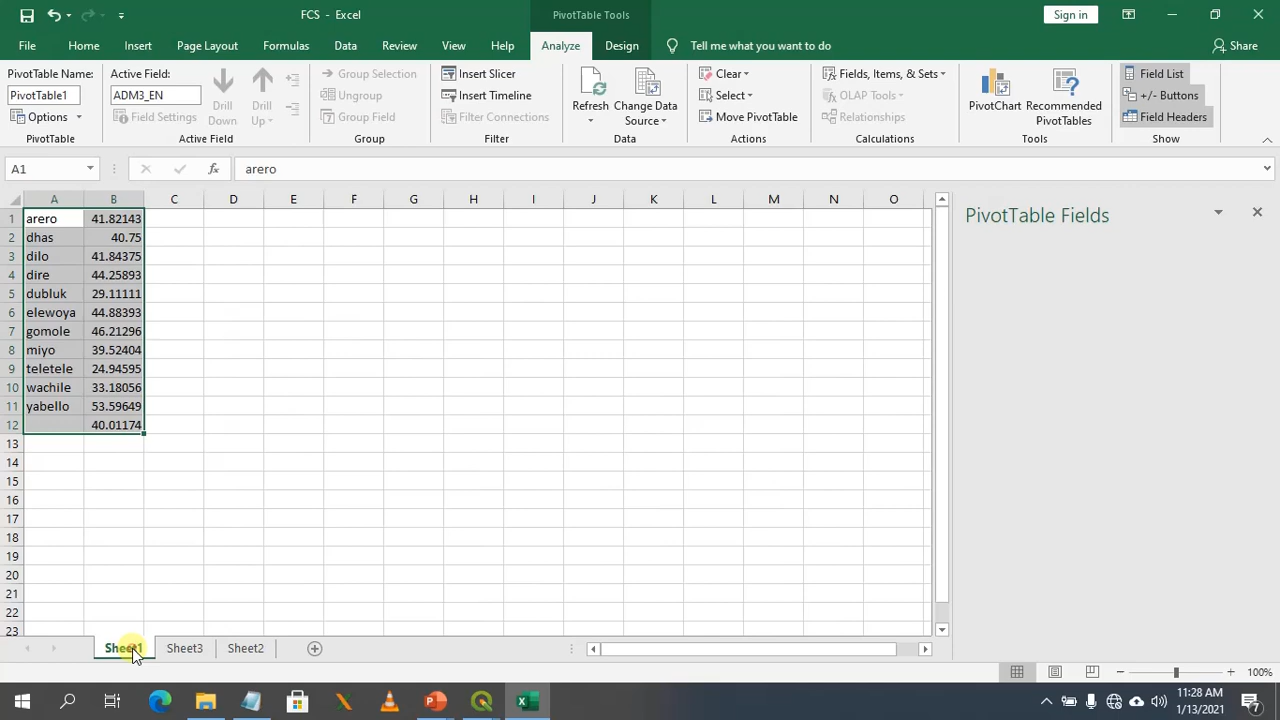 FCS - Excel
PivotTable Tools
Sign in
File Home Insert Page Layout Formulas Data Review View Help Analyze Design Tell me what you want to do Share
PivotTable Name:
PivotTable1
Options
PivotTable
Active Field:
ADM3_EN
Field Settings
Drill Down
Drill Up
Active Field
Group Selection
Ungroup
Group Field
Group
Insert Slicer
Insert Timeline
Filter Connections
Filter
Refresh
Change Data Source
Data
Clear
Select
Move PivotTable
Actions
Fields, Items, & Sets
OLAP Tools
Relationships
Calculations
PivotChart
Recommended PivotTables
Tools
Field List
+/- Buttons
Field Headers
Show
A1 fx arero
A B C D E F G H I J K L M N O
1 arero 41.82143
2 dhas 40.75
3 dilo 41.84375
4 dire 44.25893
5 dubluk 29.11111
6 elewoya 44.88393
7 gomole 46.21296
8 miyo 39.52404
9 teletele 24.94595
10 wachile 33.18056
11 yabello 53.59649
12 40.01174
13
14
15
16
17
18
19
20
21
22
23
PivotTable Fields
Sheet1 Sheet3 Sheet2
100%
11:28 AM
1/13/2021
7